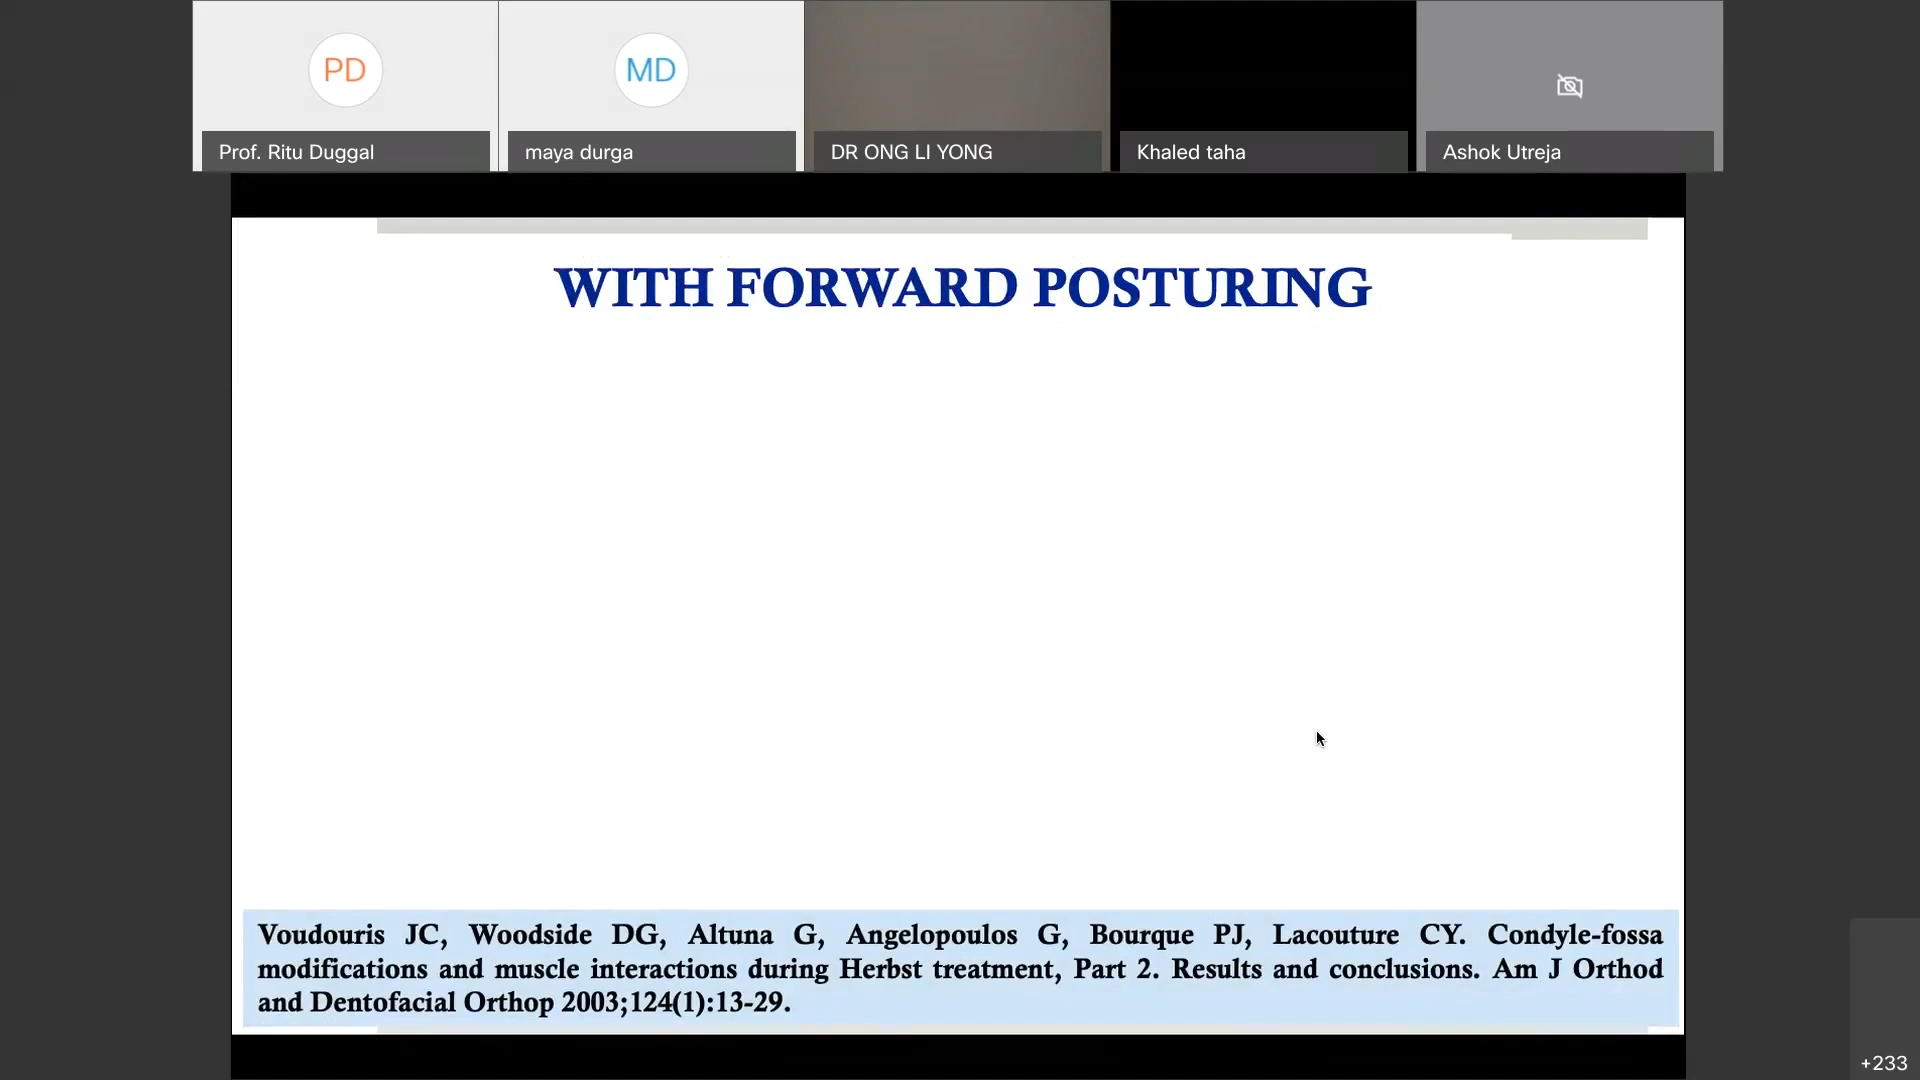 PD
MD
Prof. Ritu Duggal
maya durga
DR ONG LI YONG
Khaled taha
Ashok Utreja
WITH FORWARD POSTURING
Voudouris JC, Woodside DG, Altuna G, Angelopoulos G, Bourque PJ, Lacouture CY. Condyle-fossa
modifications and muscle interactions during Herbst treatment, Part 2. Results and conclusions. Am J Orthod
and Dentofacial Orthop 2003;124(1):13-29.
+233